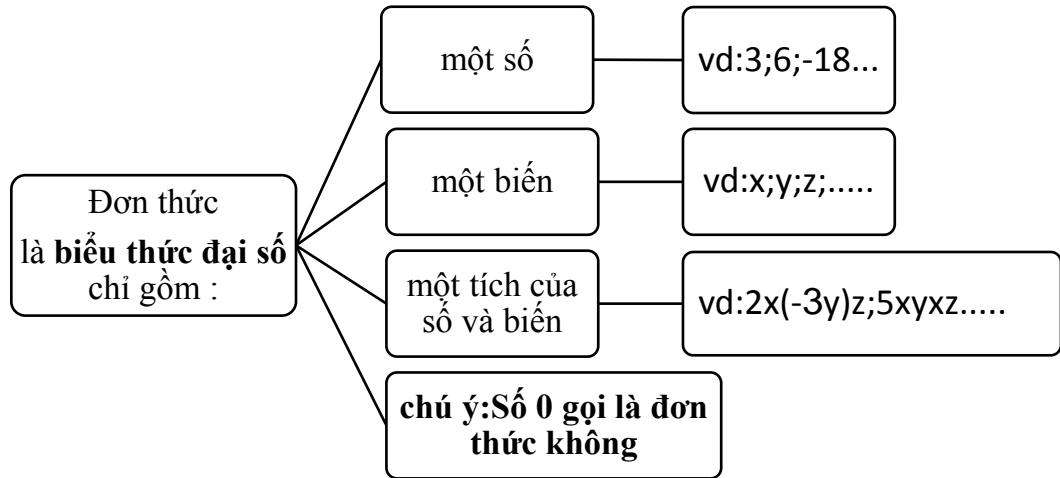 Đơn thức
là biểu thức đại số
chỉ gồm :
một số
vd:3;6;-18...
một biến
vd:x;y;z;.....
một tích của
số và biến
vd:2x(-3y)z;5xyxz.....
chú ý:Số 0 gọi là đơn
thức không